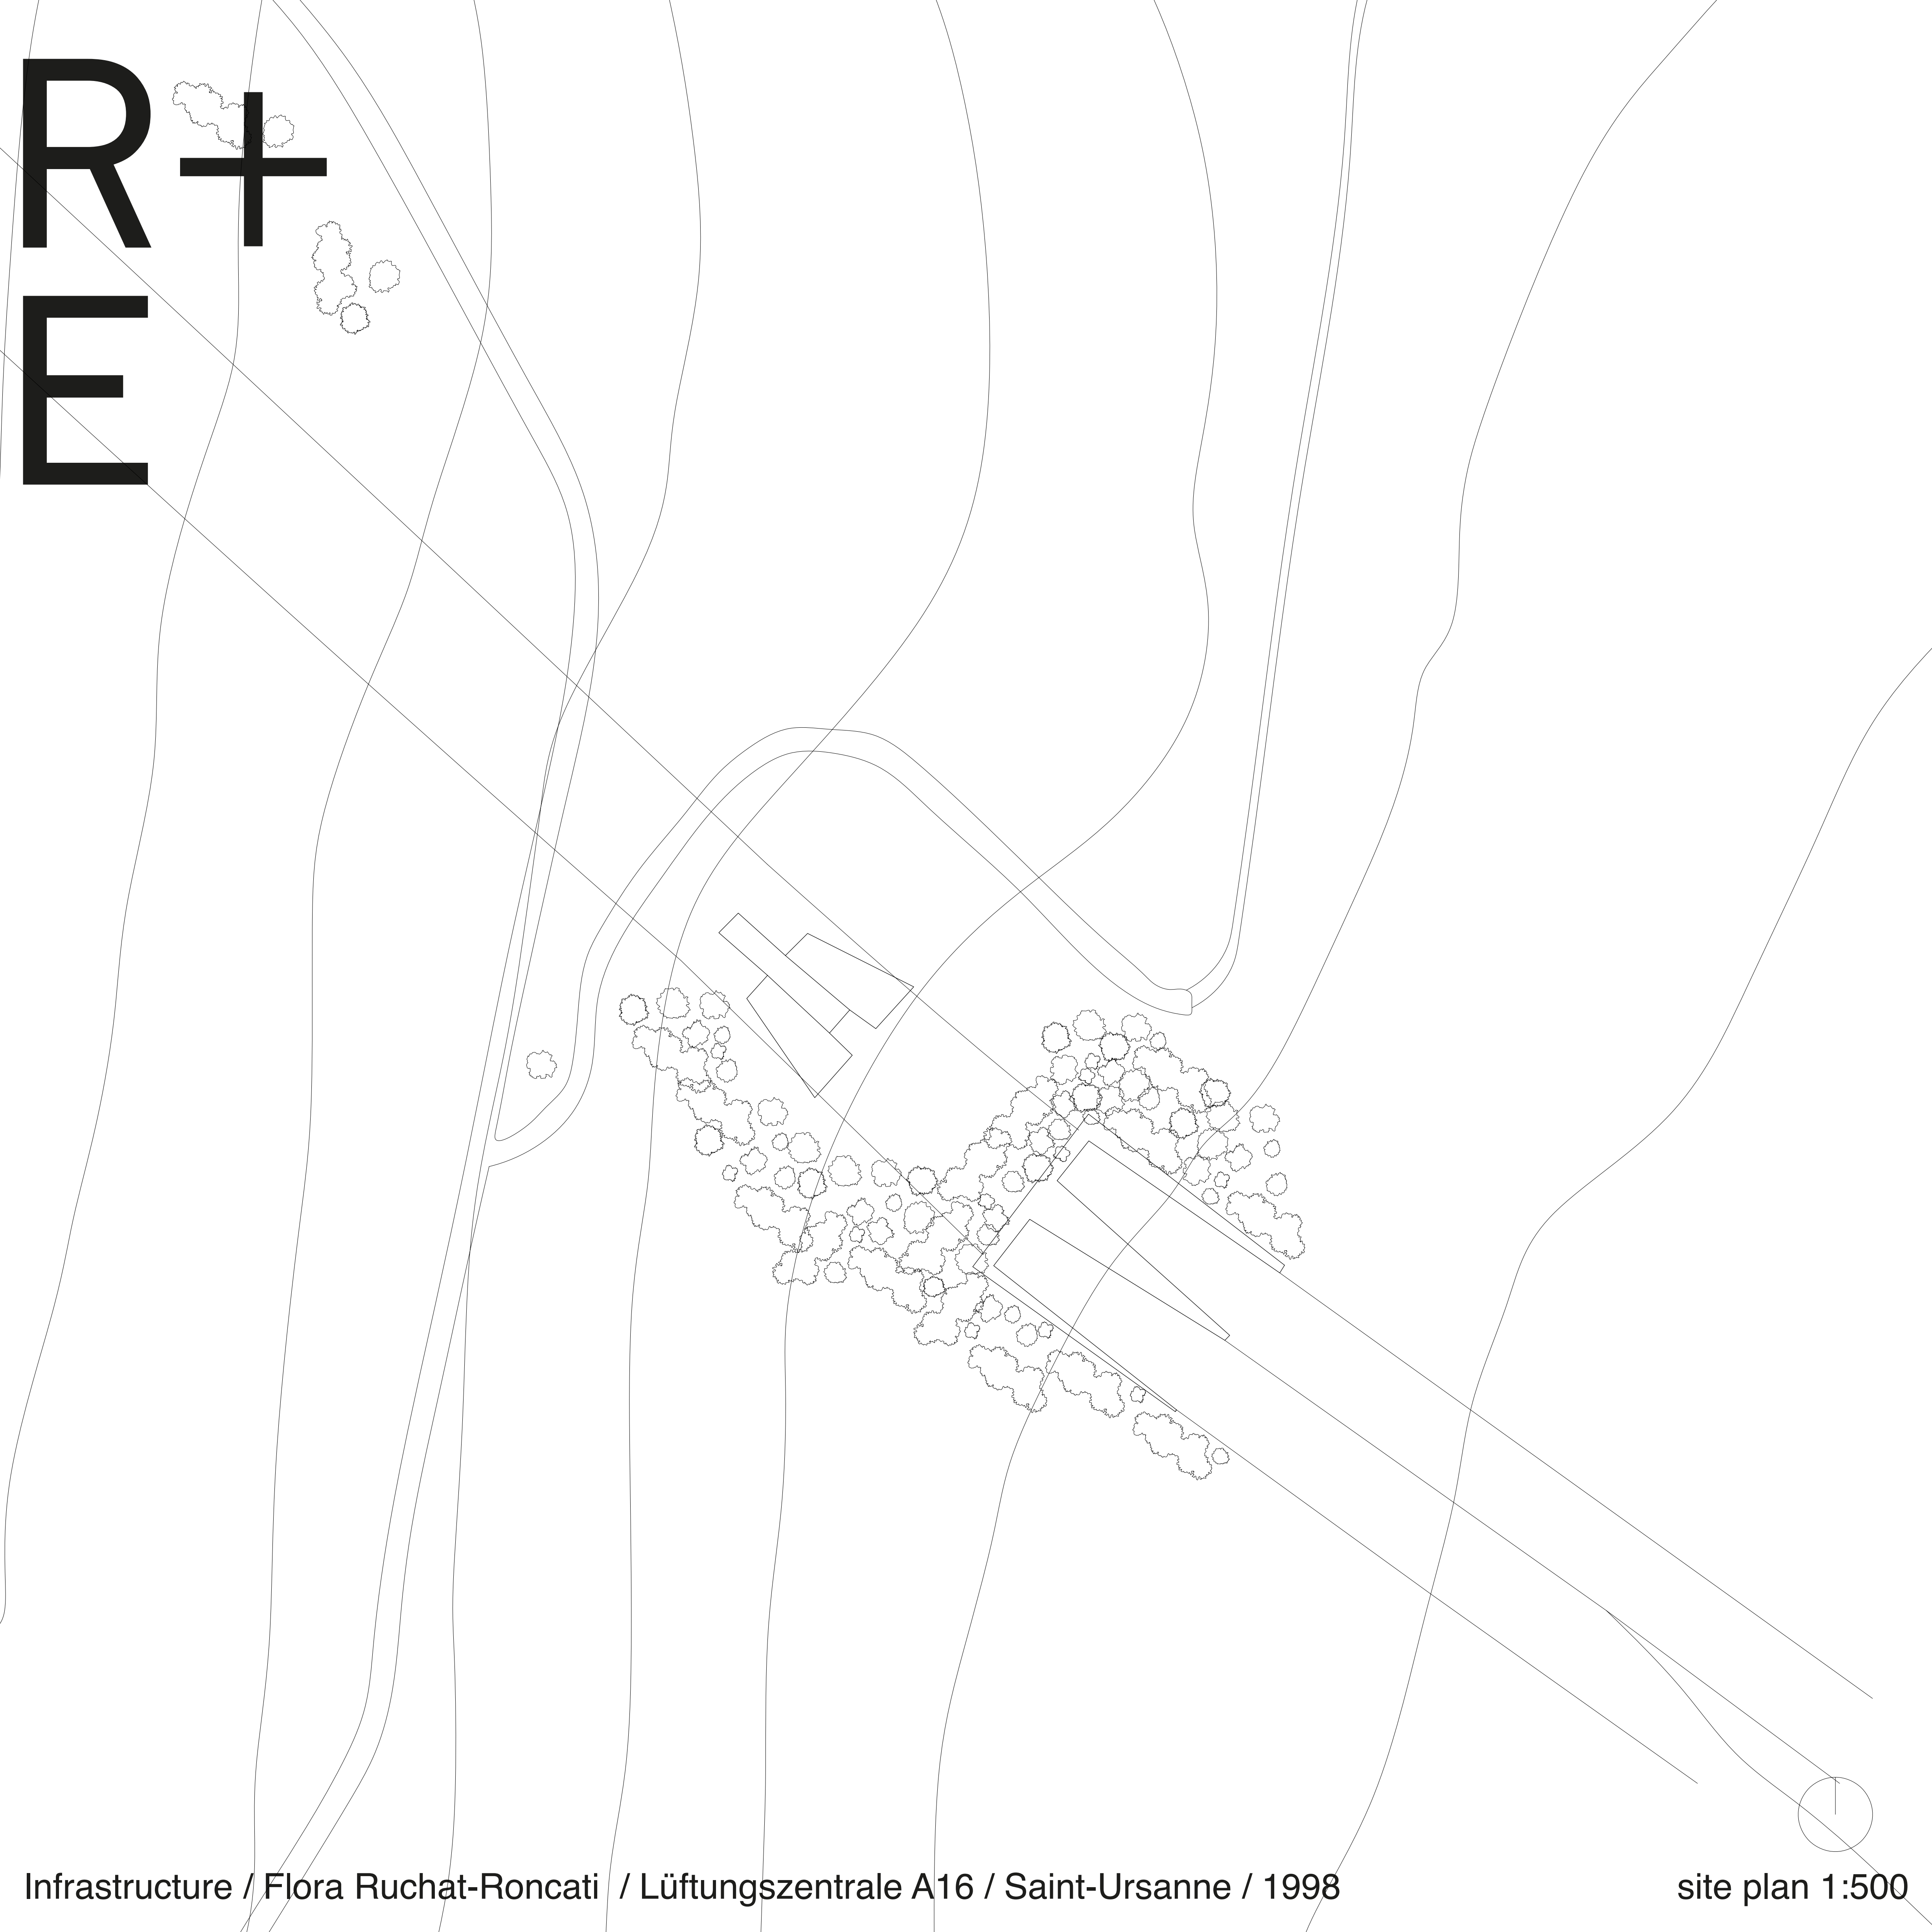 R+
E
Infrastructure / Flora Ruchat-Roncati / Lüftungszentrale A16 / Saint-Ursanne / 1998
site plan 1:500